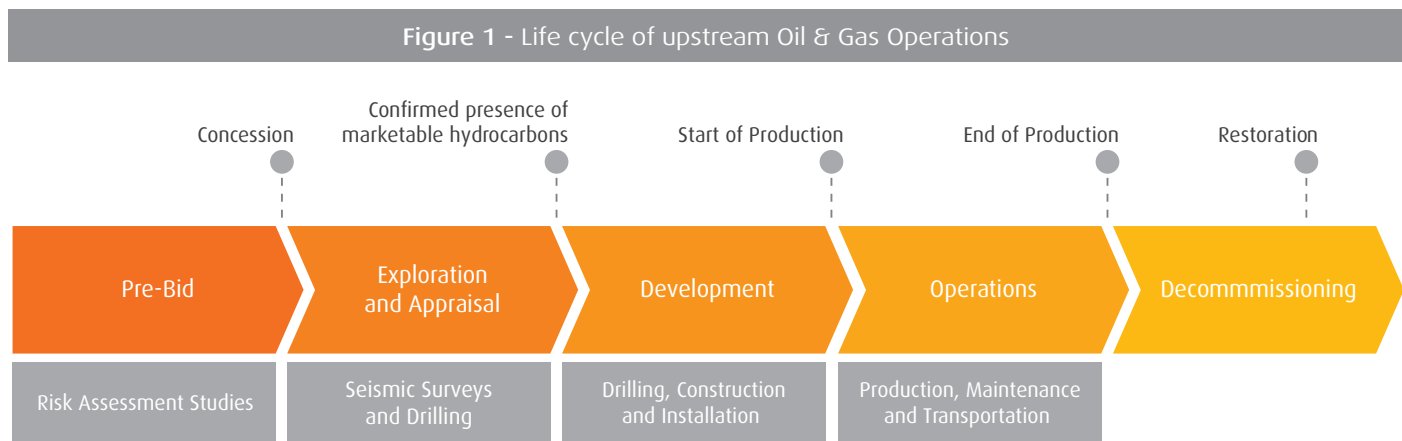 Figure 1 - Life cycle of upstream Oil & Gas Operations
Concession
Confirmed presence of
marketable hydrocarbons
Start of Production
End of Production
Restoration
Pre-Bid
Exploration
and Appraisal
Development
Operations
Decommmissioning
Risk Assessment Studies
Seismic Surveys
and Drilling
Drilling, Construction
and Installation
Production, Maintenance
and Transportation